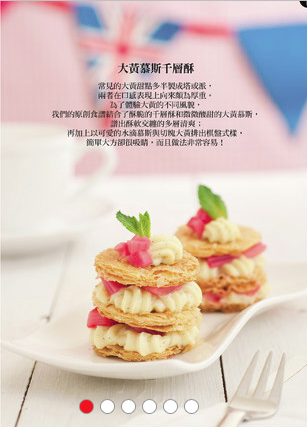 大黃慕斯千層酥
常見的大黃甜點多半製成塔或派，
兩者在口感表現上向來頗為厚重，
為了體驗大黃的不同風貌，
我們的原創食譜結合了酥脆的千層酥和微微酸甜的大黃慕斯，
譜出酥軟交纏的多層清爽；
再加上以可愛的水滴慕斯與切塊大黃排出棋盤式樣，
簡單大方卻很吸睛，而且做法非常容易！